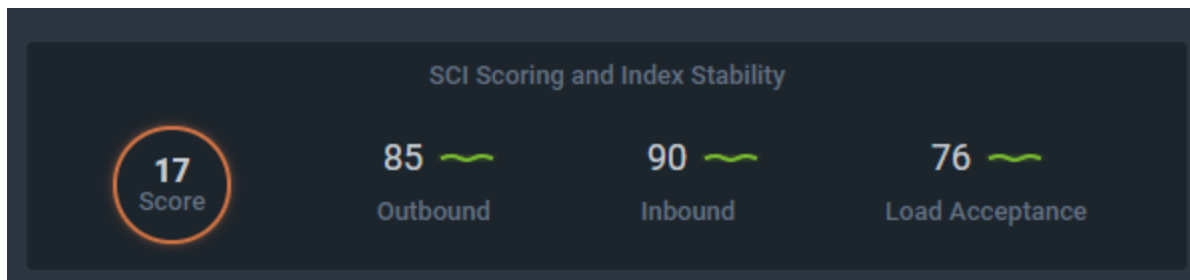 SCI Scoring and Index Stability
17
Score
85
Outbound
90
Inbound
76
Load Acceptance